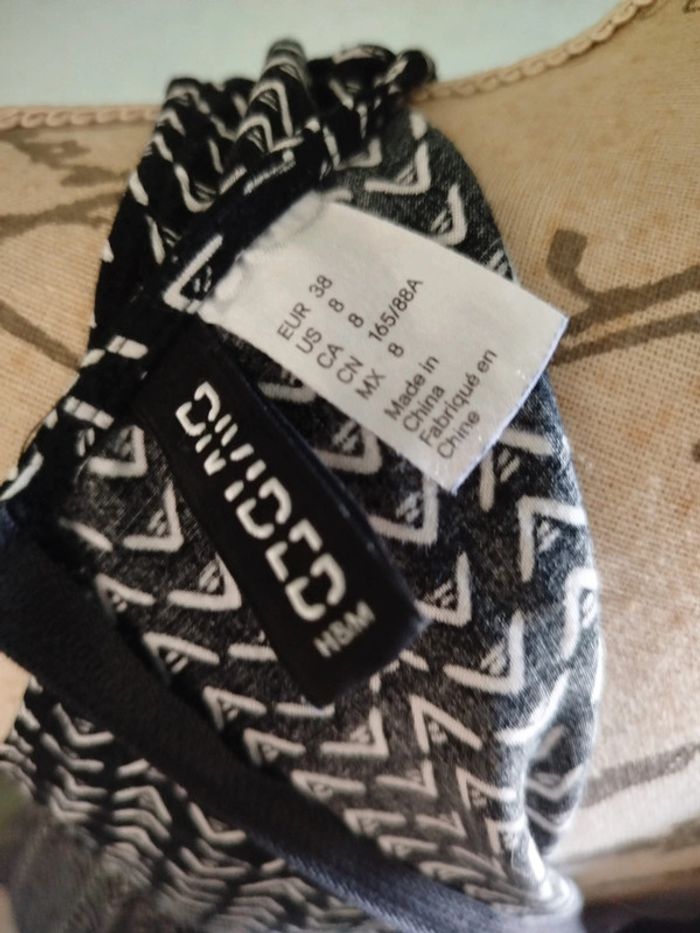 EUR 38
US 8
CA 8
CN 165/88A
MX 8
Made in
China
Fabriqué en
Chine
DIVIDED
H&M